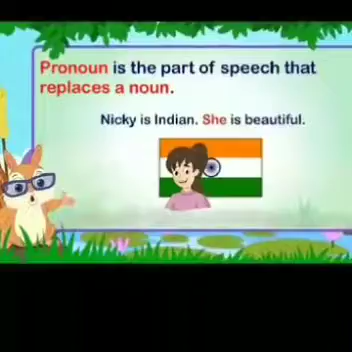 Pronoun is the part of speech that
replaces a noun.
Nicky is Indian. She is beautiful.